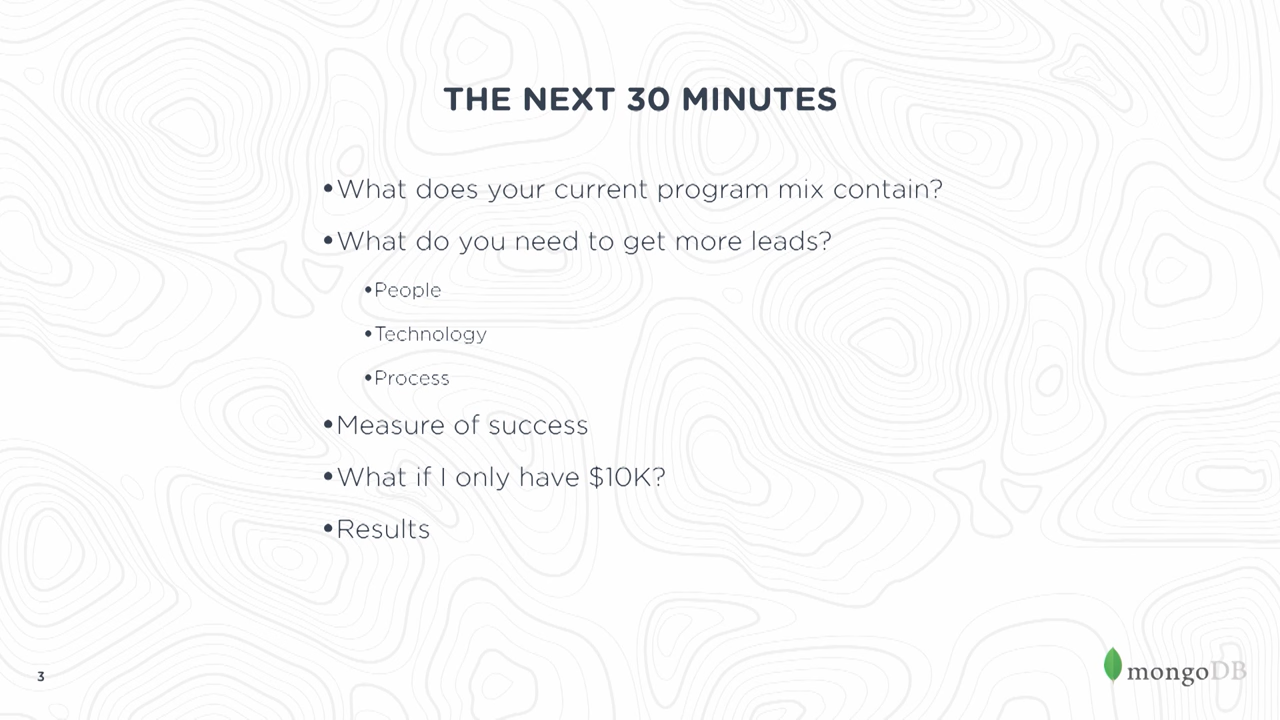 THE NEXT 30 MINUTES
•What does your current program mix contain?
•What do you need to get more leads?
•People
•Technology
•Process
•Measure of success
•What if I only have $10K?
•Results
3
mongoDB